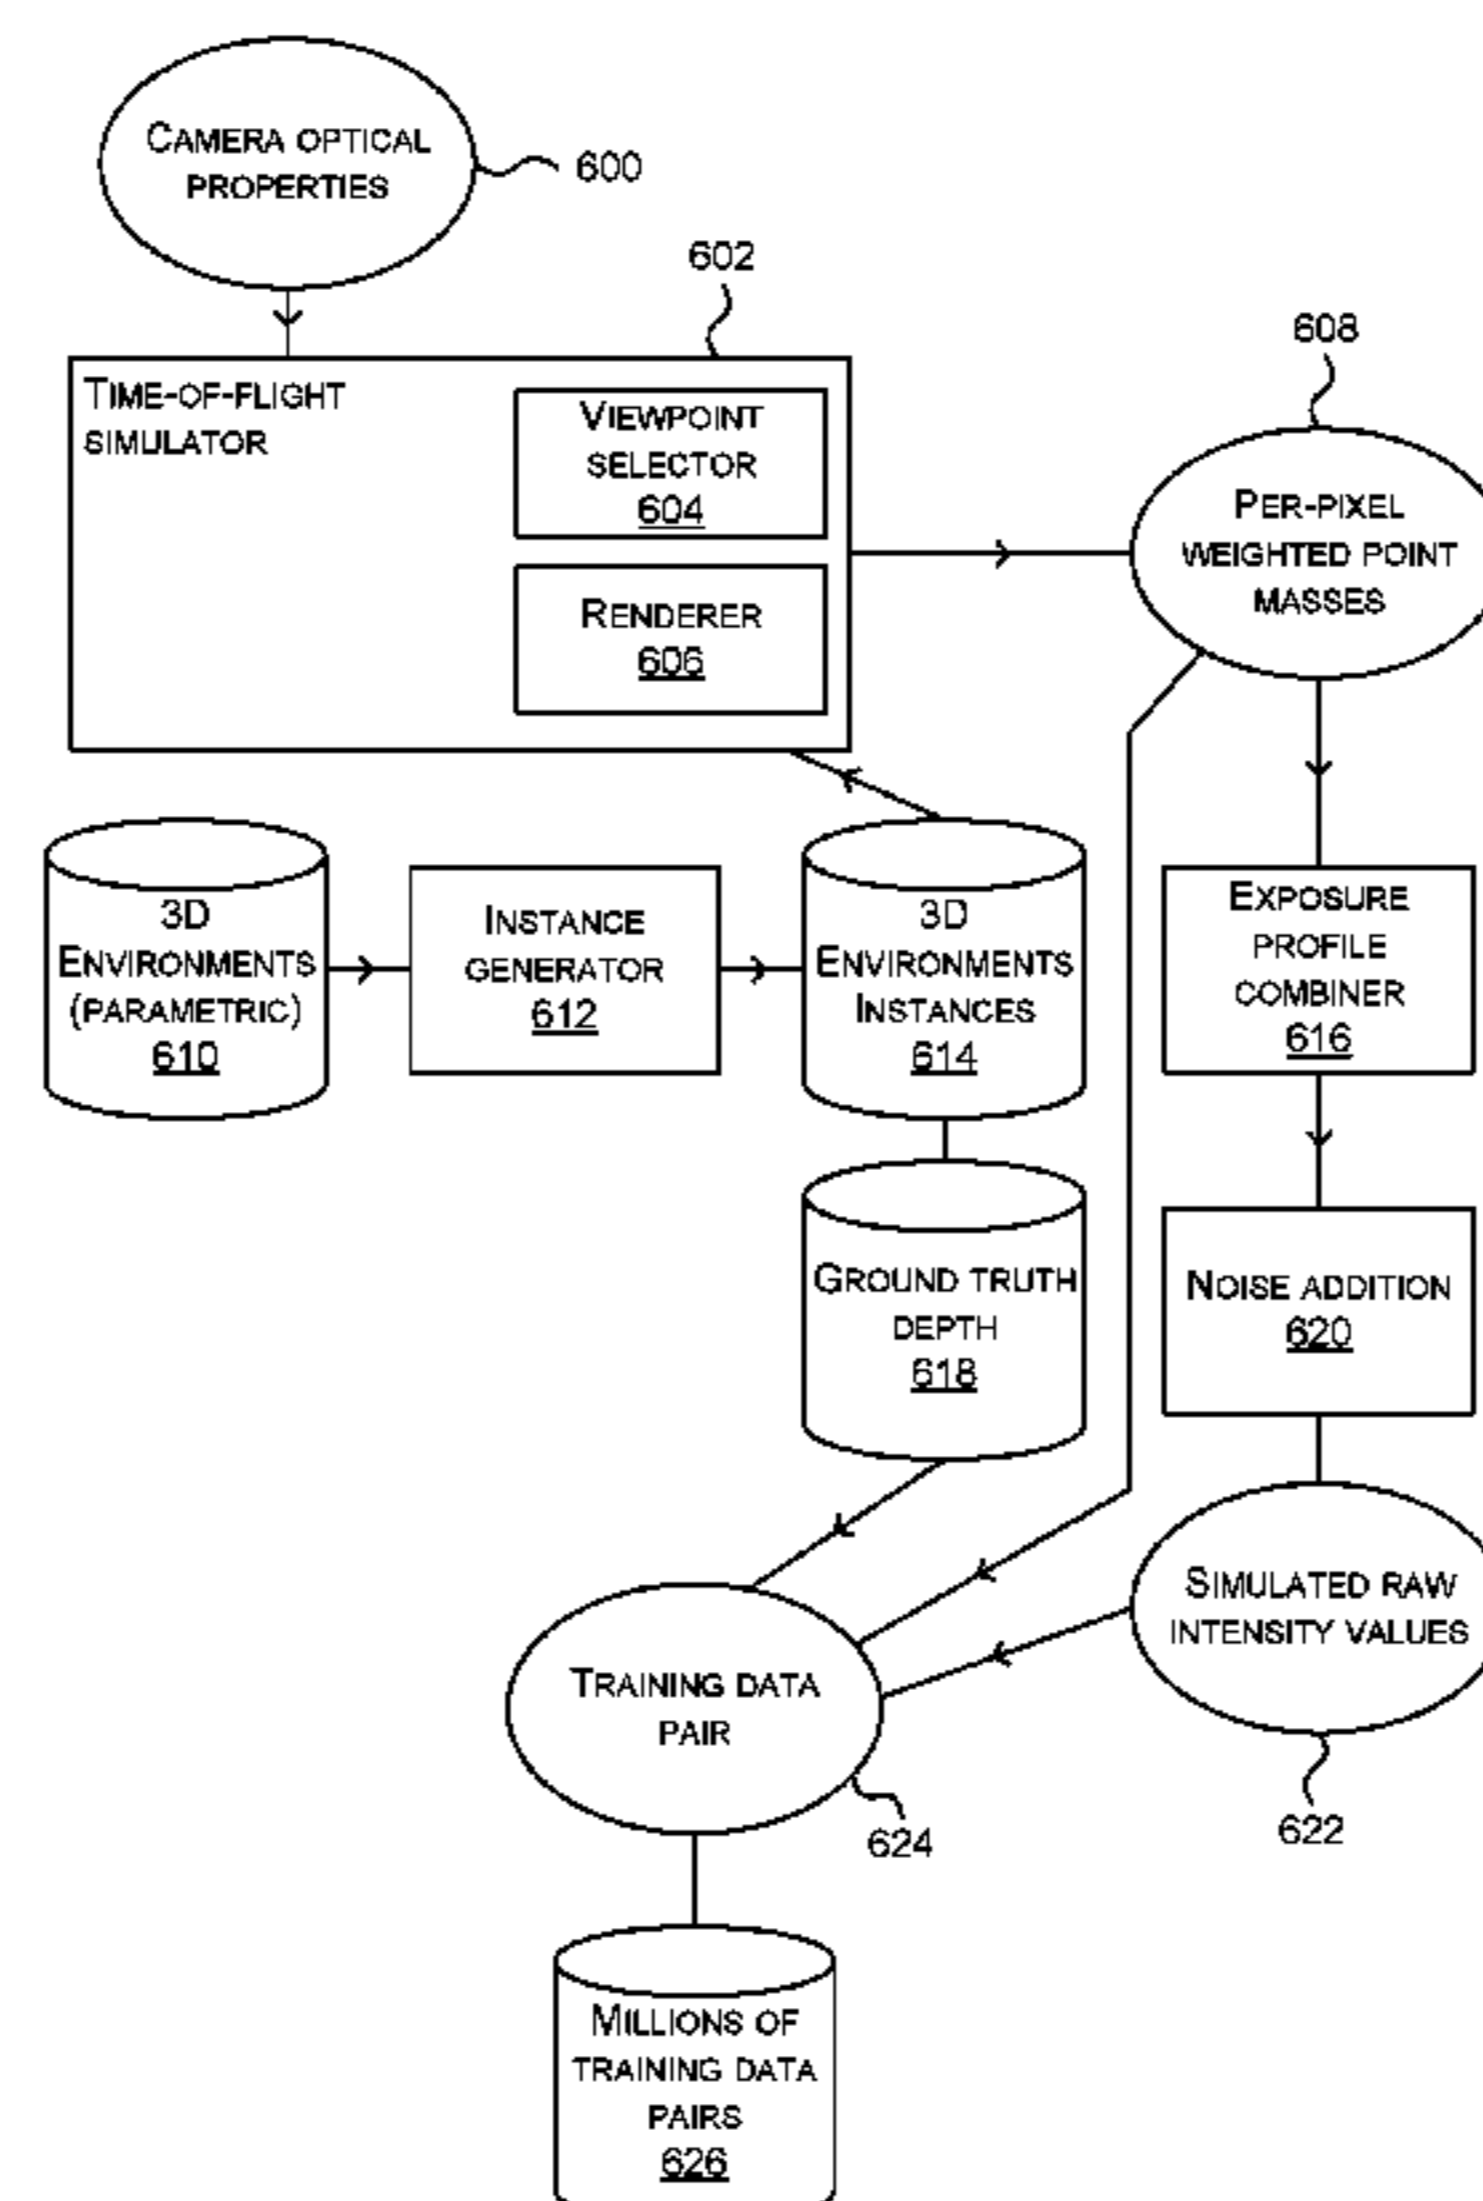 CAMERA OPTICAL
PROPERTIES
600
602
608
TIME-OF-FLIGHT
SIMULATOR
VIEWPOINT
SELECTOR
604
RENDERER
606
PER-PIXEL
WEIGHTED POINT
MASSES
3D
ENVIRONMENTS
(PARAMETRIC)
610
INSTANCE
GENERATOR
612
3D
ENVIRONMENTS
INSTANCES
614
EXPOSURE
PROFILE
COMBINER
616
GROUND TRUTH
DEPTH
618
NOISE ADDITION
620
SIMULATED RAW
INTENSITY VALUES
622
TRAINING DATA
PAIR
624
MILLIONS OF
TRAINING DATA
PAIRS
626